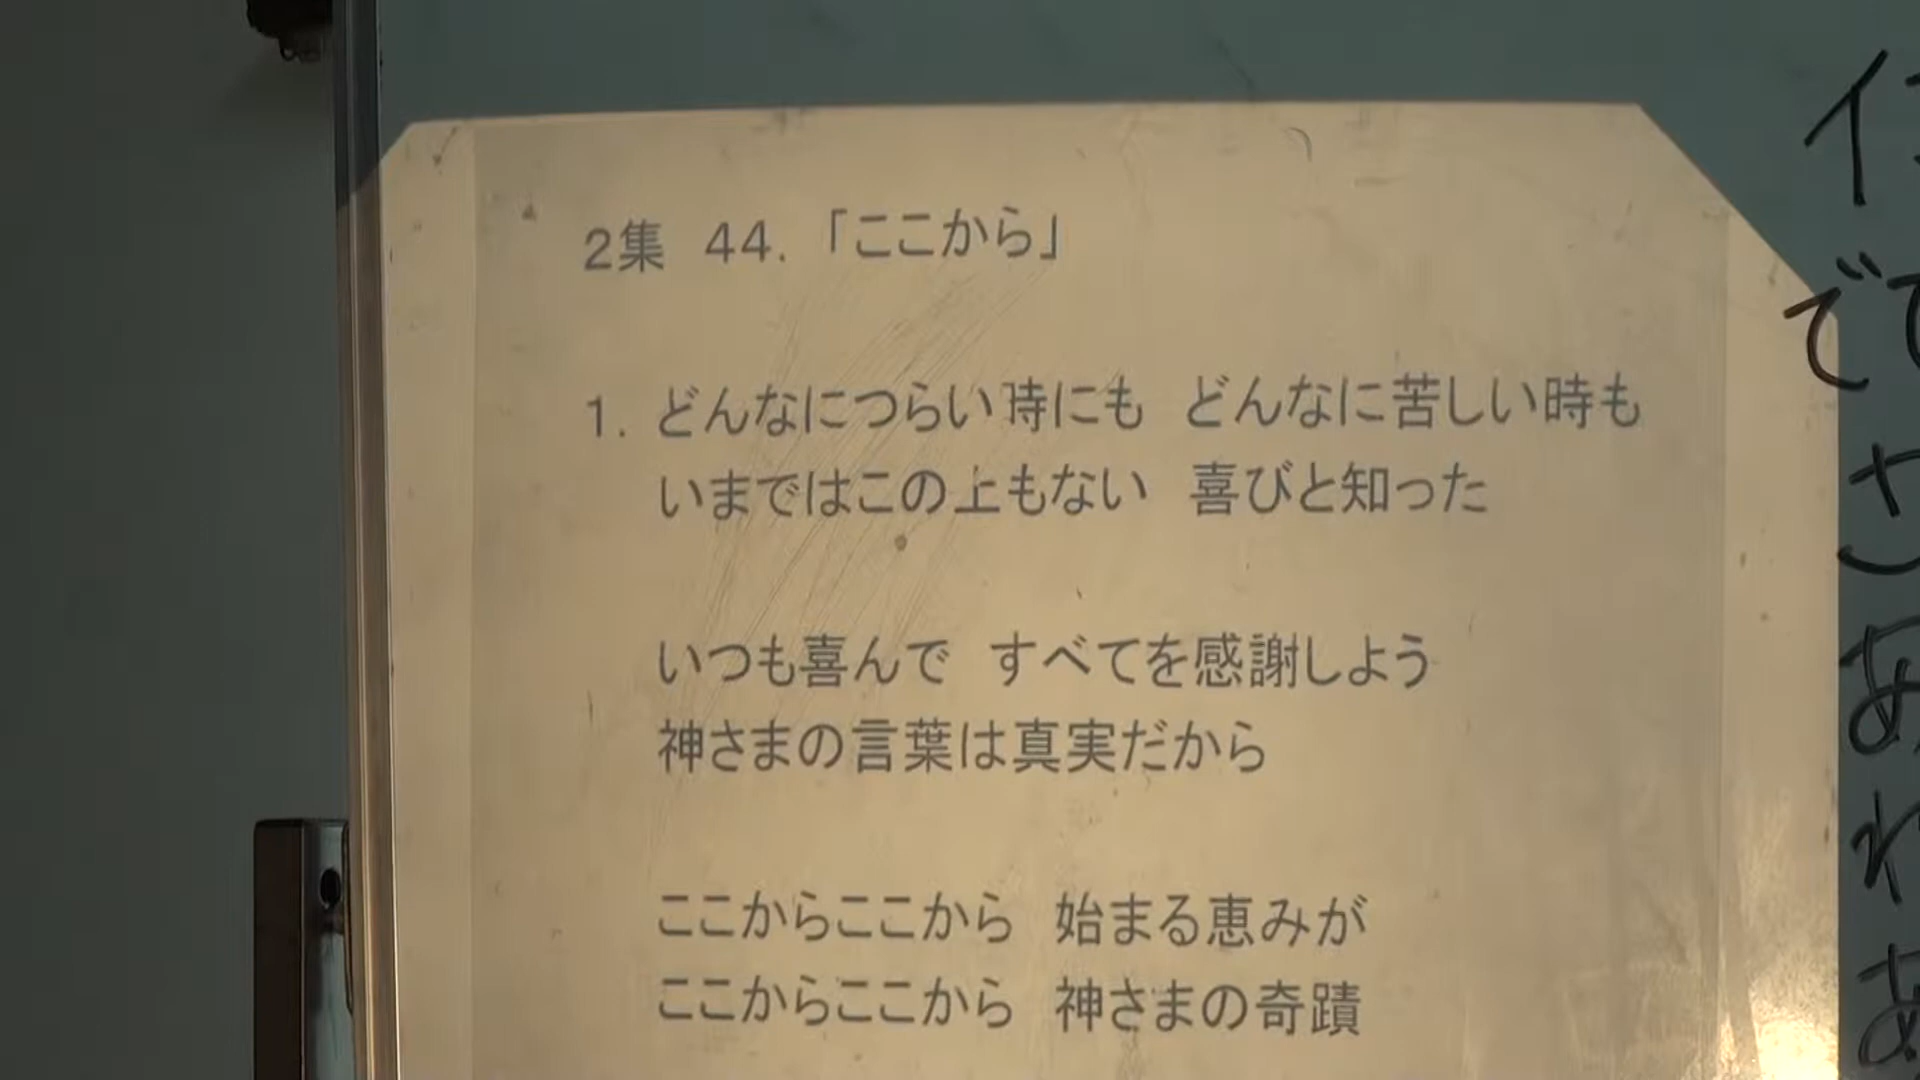 2集 44.「ここから」
1. どんなにつらい時にも どんなに苦しい時も
いまではこの上もない 喜びと知った
いつも喜んで すべてを感謝しよう
神さまの言葉は真実だから
ここからここから 始まる恵みが
ここからここから 神さまの奇蹟